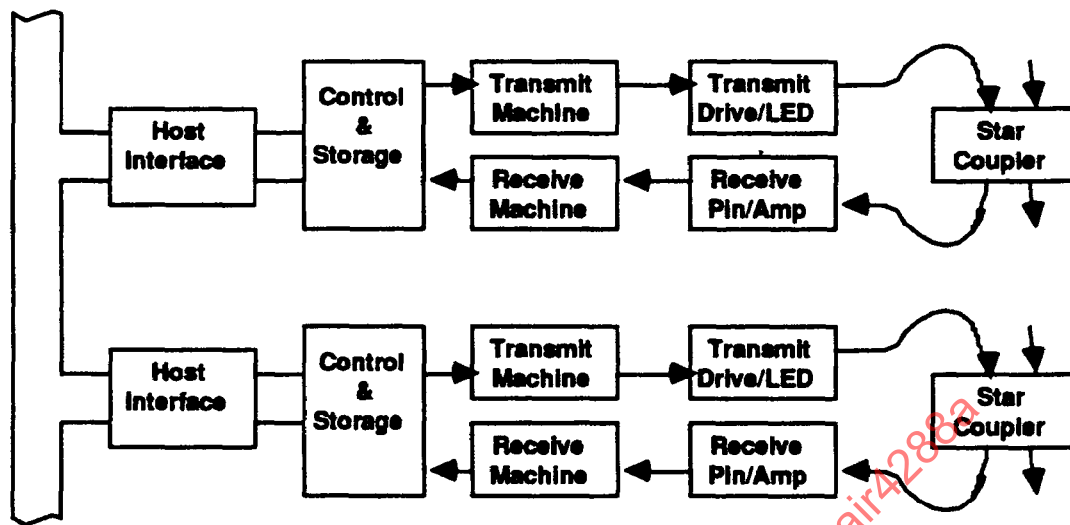 Host
Interface
Control
&
Storage
Transmit
Machine
Transmit
Drive/LED
Receive
Machine
Receive
Pin/Amp
Star
Coupler
Host
Interface
Control
&
Storage
Transmit
Machine
Transmit
Drive/LED
Receive
Machine
Receive
Pin/Amp
Star
Coupler
air4288a